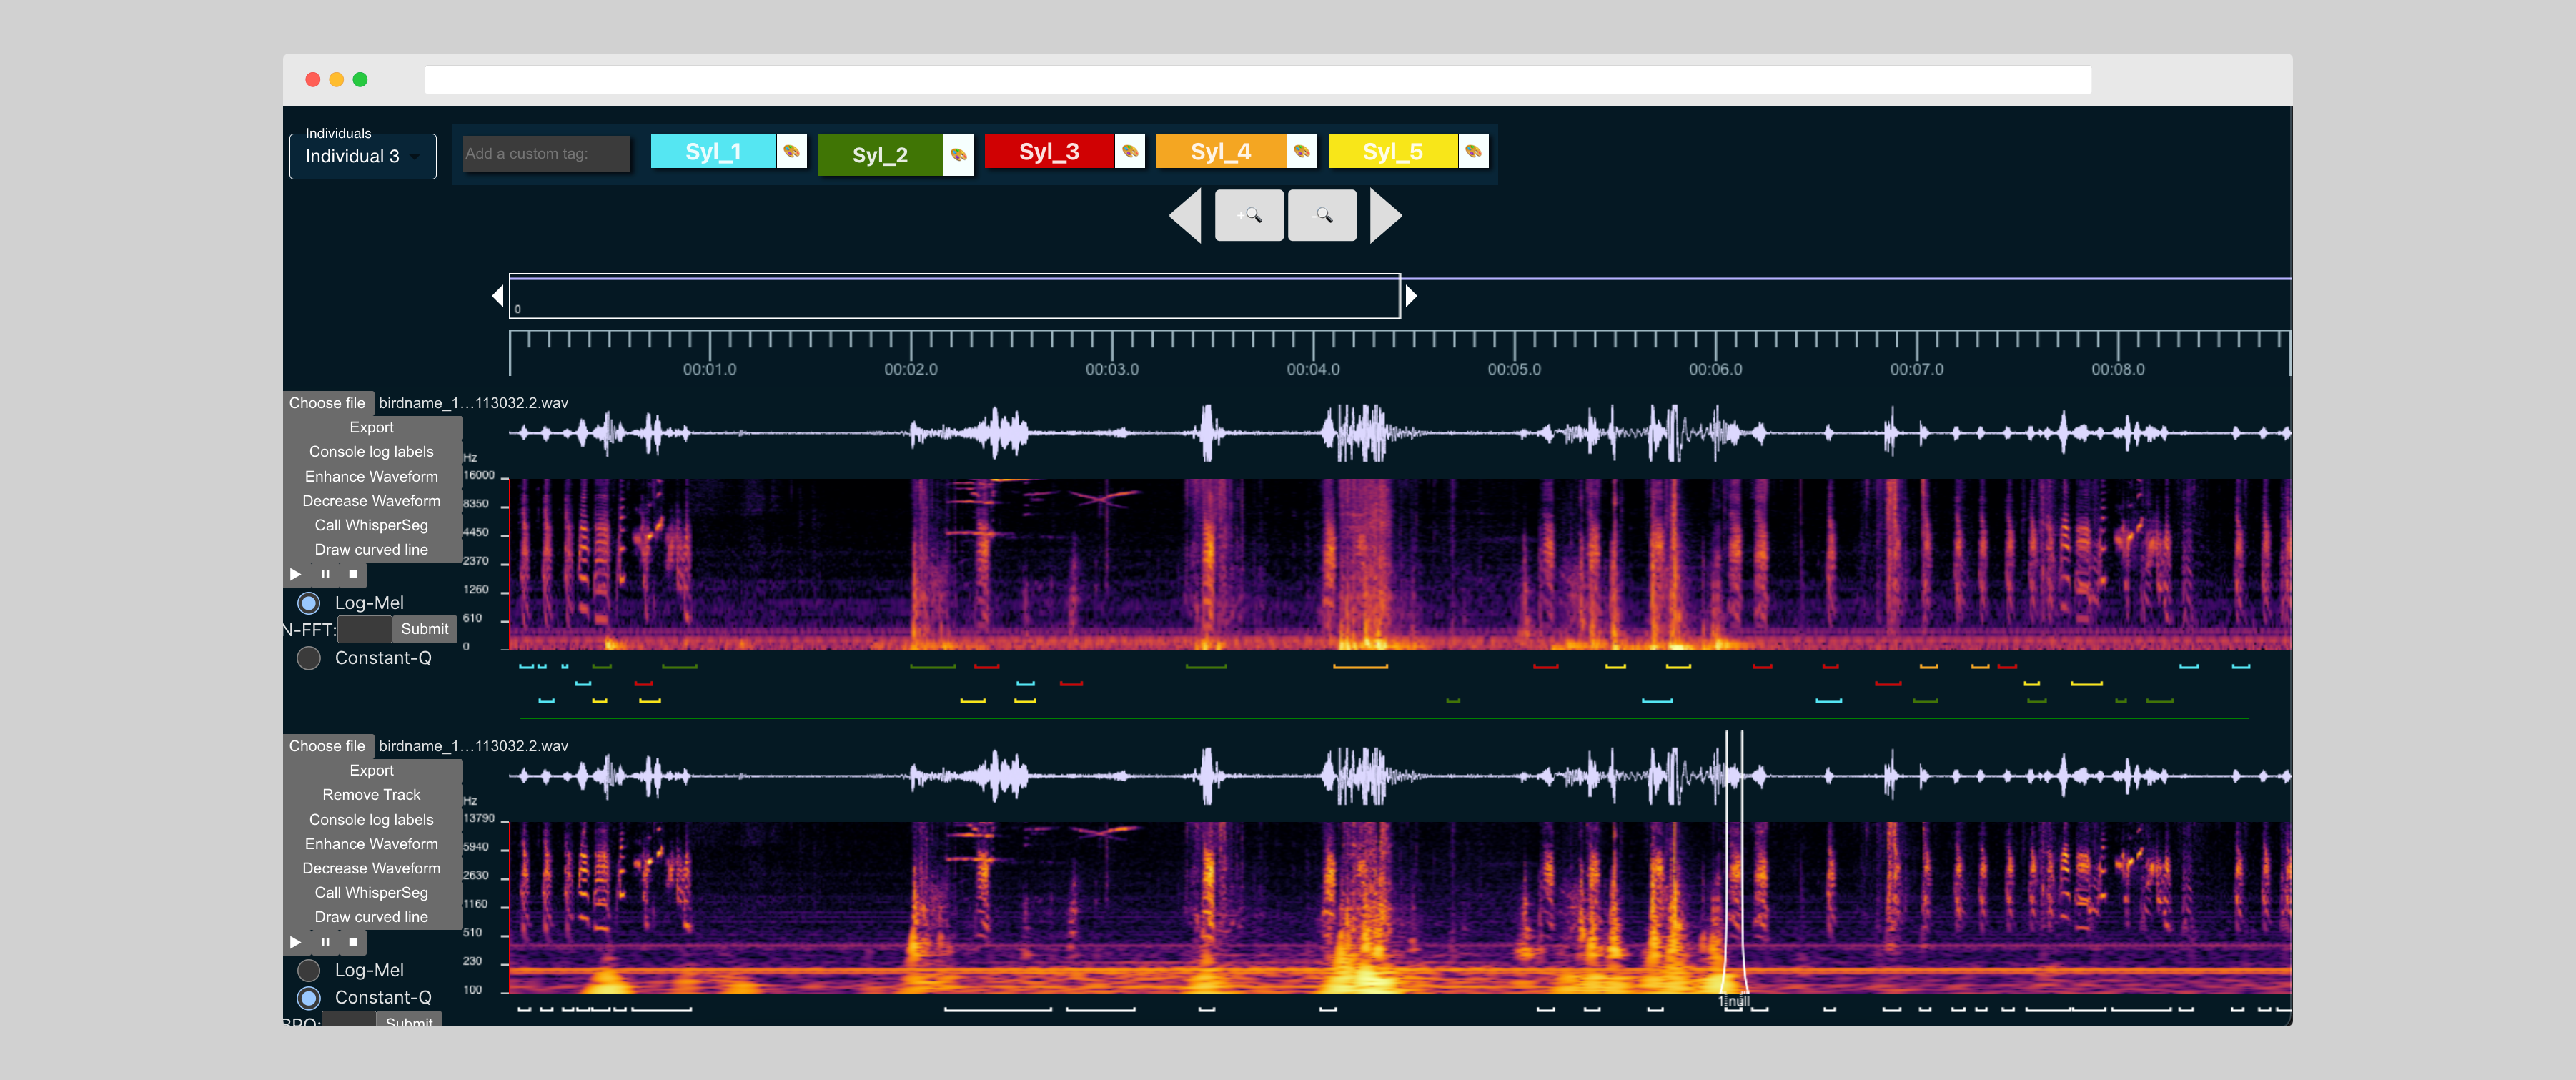 Individuals
Individual 3
Add a custom tag:
Syl_1
Syl_2
Syl_3
Syl_4
Syl_5
+
-
0
00:01.0 00:02.0 00:03.0 00:04.0 00:05.0 00:06.0 00:07.0 00:08.0
Choose file birdname_1...113032.2.wav
Export
Console log labels
Enhance Waveform
Decrease Waveform
Call WhisperSeg
Draw curved line
Log-Mel
N-FFT: Submit
Constant-Q
Hz
16000
8350
4450
2370
1260
610
0
Choose file birdname_1...113032.2.wav
Export
Remove Track
Console log labels
Enhance Waveform
Decrease Waveform
Call WhisperSeg
Draw curved line
Log-Mel
Constant-Q
BPO: Submit
Hz
13790
5940
2630
1160
510
230
100
null